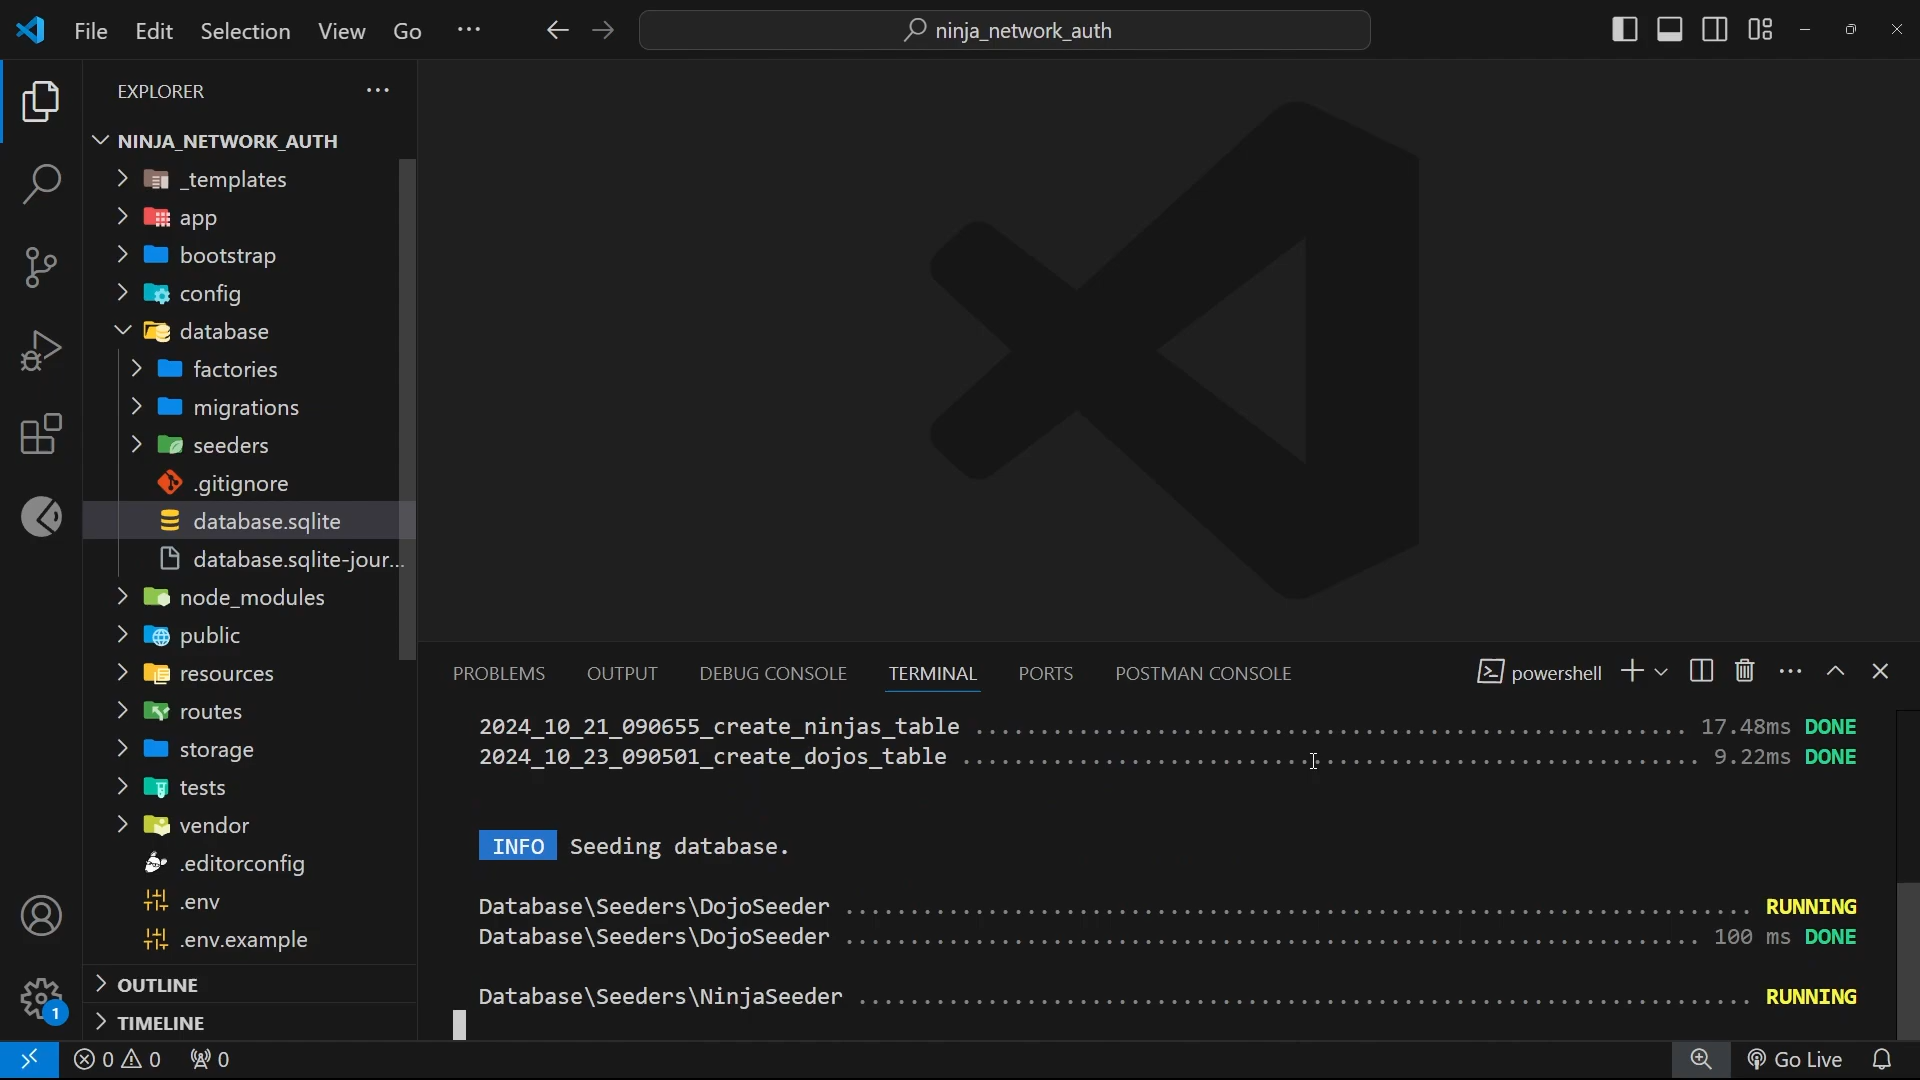 File Edit Selection View Go ··· ninja_network_auth
EXPLORER ···
NINJA_NETWORK_AUTH
_templates
app
bootstrap
config
database
factories
migrations
seeders
.gitignore
database.sqlite
database.sqlite-jour...
node_modules
public
resources
routes
storage
tests
vendor
.editorconfig
.env
.env.example
OUTLINE
TIMELINE
PROBLEMS OUTPUT DEBUG CONSOLE TERMINAL PORTS POSTMAN CONSOLE powershell
2024_10_21_090655_create_ninjas_table ....................................................... 17.48ms DONE
2024_10_23_090501_create_dojos_table ......................................................... 9.22ms DONE
INFO Seeding database.
Database\Seeders\DojoSeeder ...................................................................... RUNNING
Database\Seeders\DojoSeeder .................................................................. 100 ms DONE
Database\Seeders\NinjaSeeder ..................................................................... RUNNING
1
0 0 0 Go Live